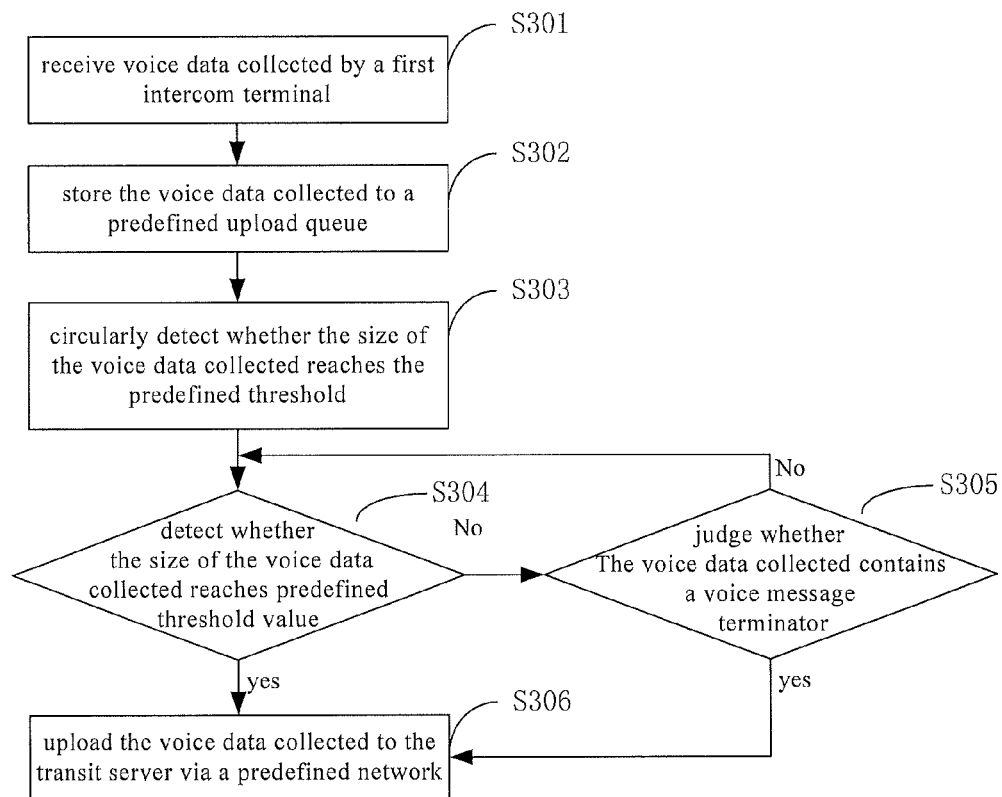 S301
receive voice data collected by a first
intercom terminal
S302
store the voice data collected to a
predefined upload queue
S303
circularly detect whether the size of
the voice data collected reaches the
predefined threshold
No
S304
S305
No
detect whether
the size of the voice data
collected reaches predefined
threshold value
judge whether
The voice data collected contains
a voice message
terminator
yes
yes
S306
upload the voice data collected to the
transit server via a predefined network